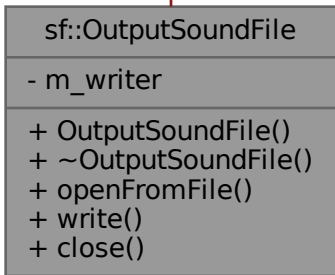 sf::OutputSoundFile
- m_writer
+ OutputSoundFile()
+ ~OutputSoundFile()
+ openFromFile()
+ write()
+ close()